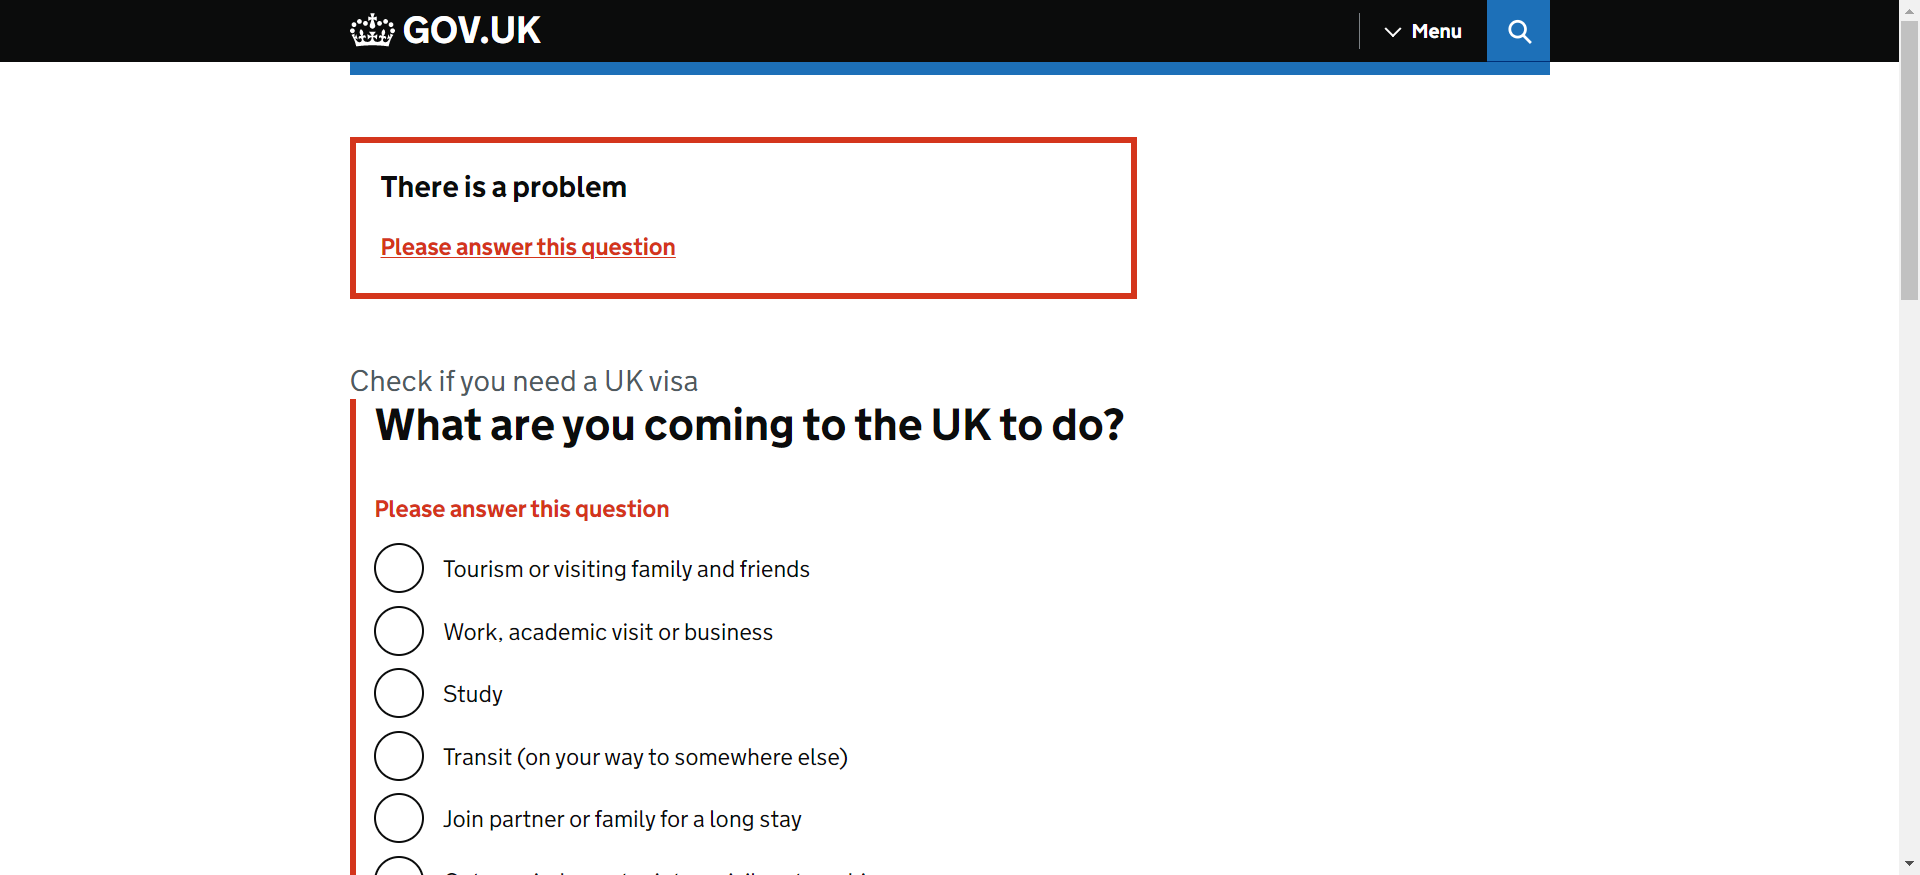 GOV.UK
Menu
There is a problem
Please answer this question
Check if you need a UK visa
What are you coming to the UK to do?
Please answer this question
Tourism or visiting family and friends
Work, academic visit or business
Study
Transit (on your way to somewhere else)
Join partner or family for a long stay